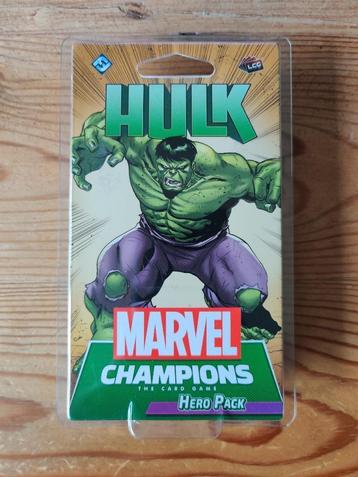 LCG
HULK
MARVEL
CHAMPIONS
THE CARD GAME
HERO PACK